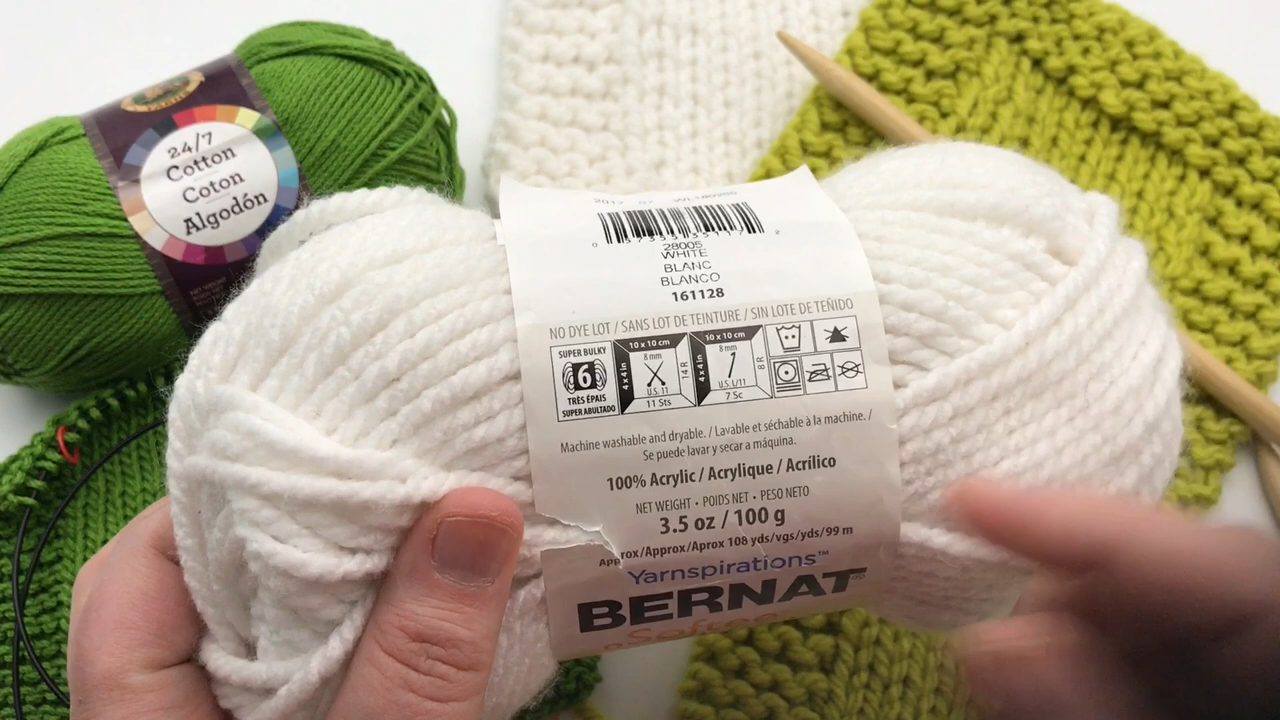 24/7
Cotton
Coton
Algodón
28005
WHITE
BLANC
BLANCO
161128
NO DYE LOT / SANS LOT DE TEINTURE / SIN LOTE DE TEÑIDO
SUPER BULKY
6
TRÈS ÉPAIS
SUPER ABULTADO
10 x 10 cm
4 x 4 in
8 mm
U.S. 11
14 R
11 Sts
10 x 10 cm
4 x 4 in
8 mm
U.S. L/11
8 R
7 Sc
Machine washable and dryable. / Lavable et séchable à la machine. /
Se puede lavar y secar a máquina.
100% Acrylic / Acrylique / Acrílico
NET WEIGHT • POIDS NET • PESO NETO
3.5 oz / 100 g
Approx/Approx/Aprox 108 yds/vgs/yds/99 m
Yarnspirations™
BERNAT®
Softee